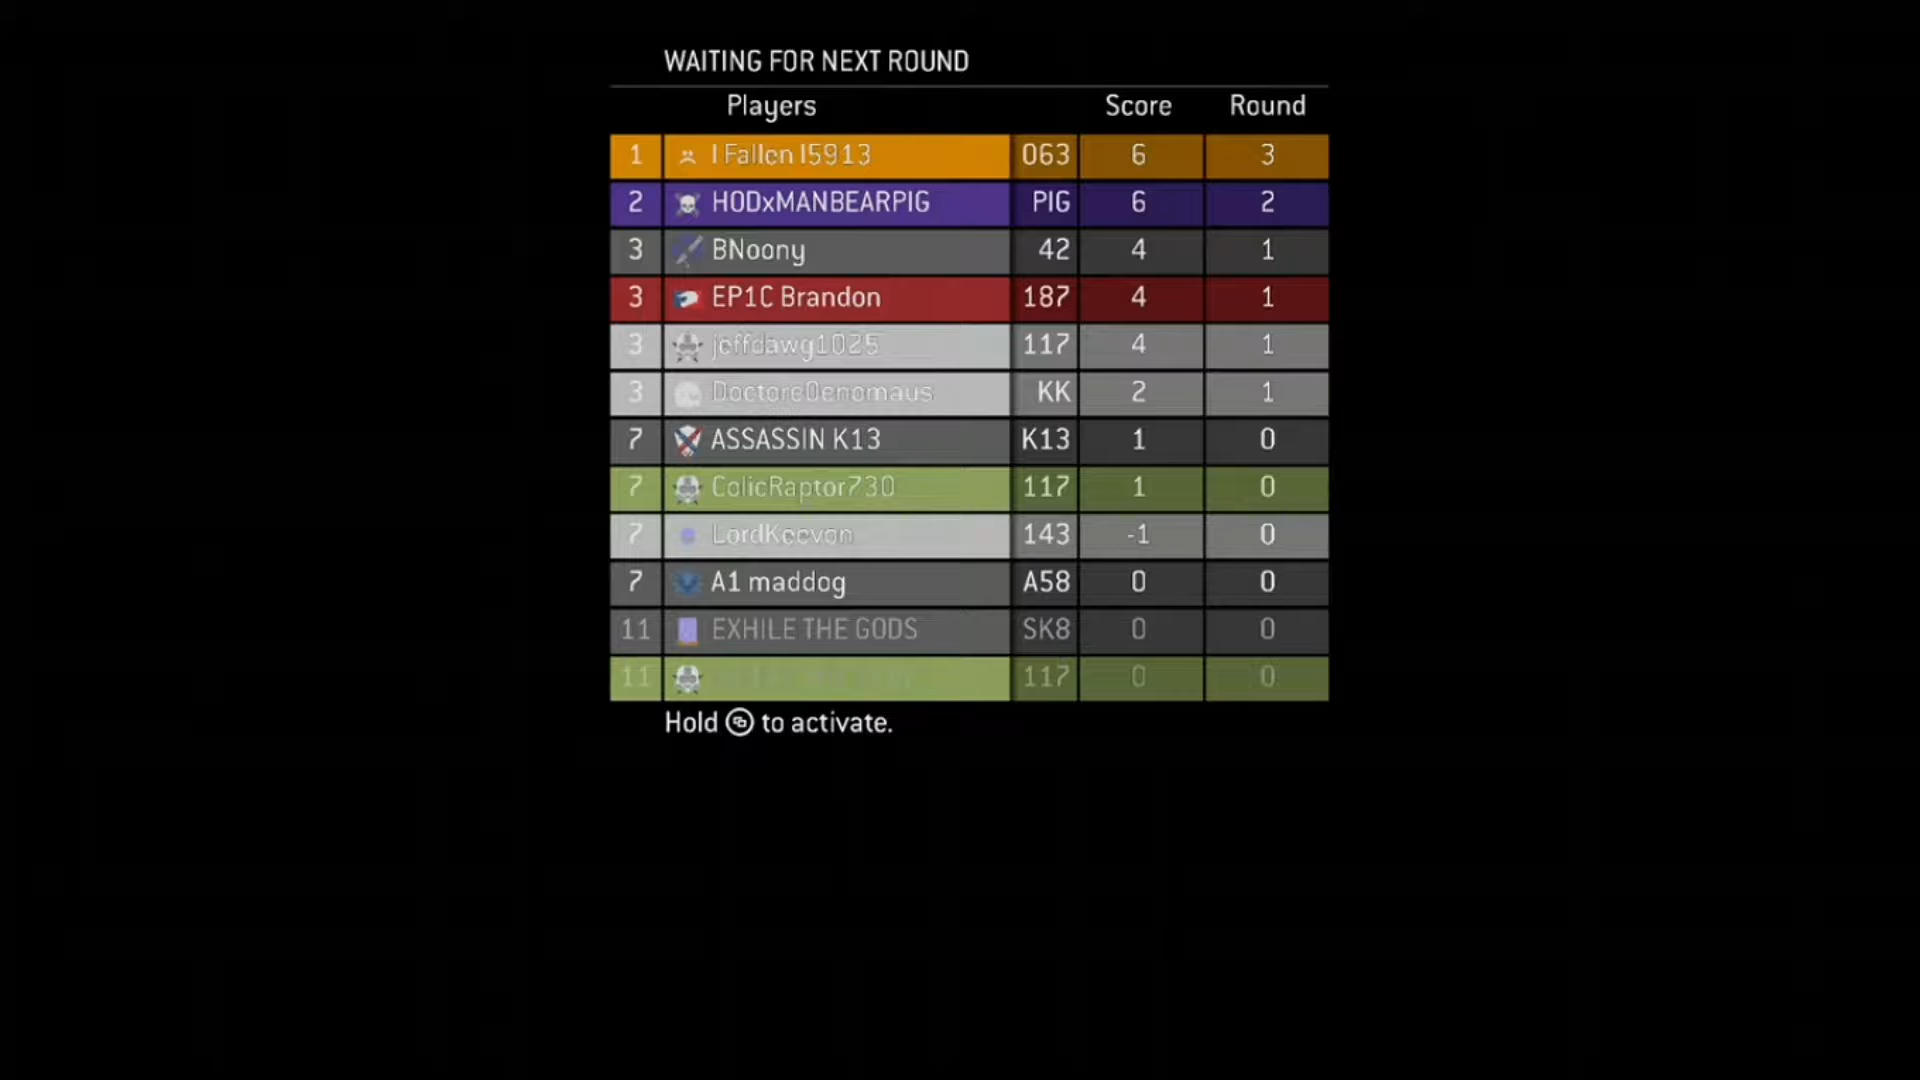 WAITING FOR NEXT ROUND
Players Score Round
1 I Fallen I5913 063 6 3
2 HODxMANBEARPIG PIG 6 2
3 BNoony 42 4 1
3 EP1C Brandon 187 4 1
3 jeffdawg1025 117 4 1
3 DoctoreOenomaus KK 2 1
7 ASSASSIN K13 K13 1 0
7 ColicRaptor730 117 1 0
7 LordKeevon 143 -1 0
7 A1 maddog A58 0 0
11 EXHILE THE GODS SK8 0 0
11 117 0 0
Hold to activate.